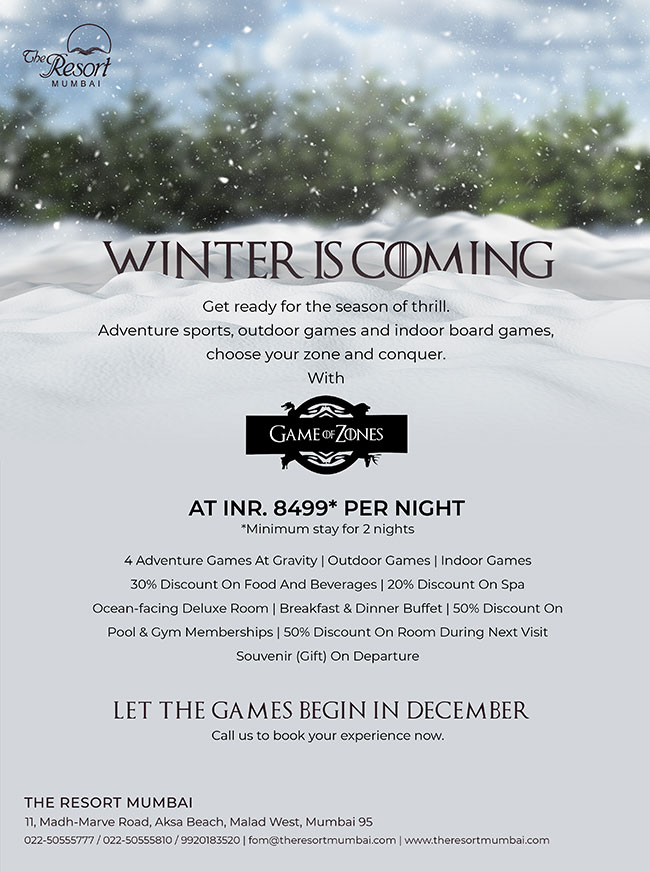 The Resort
MUMBAI
WINTER IS COMING
Get ready for the season of thrill.
Adventure sports, outdoor games and indoor board games,
choose your zone and conquer.
With
GAME OF ZONES
AT INR. 8499* PER NIGHT
*Minimum stay for 2 nights
4 Adventure Games At Gravity | Outdoor Games | Indoor Games
30% Discount On Food And Beverages | 20% Discount On Spa
Ocean-facing Deluxe Room | Breakfast & Dinner Buffet | 50% Discount On
Pool & Gym Memberships | 50% Discount On Room During Next Visit
Souvenir (Gift) On Departure
LET THE GAMES BEGIN IN DECEMBER
Call us to book your experience now.
THE RESORT MUMBAI
11, Madh-Marve Road, Aksa Beach, Malad West, Mumbai 95
022-50555777 / 022-50555810 / 9920183520 | fom@theresortmumbai.com | www.theresortmumbai.com